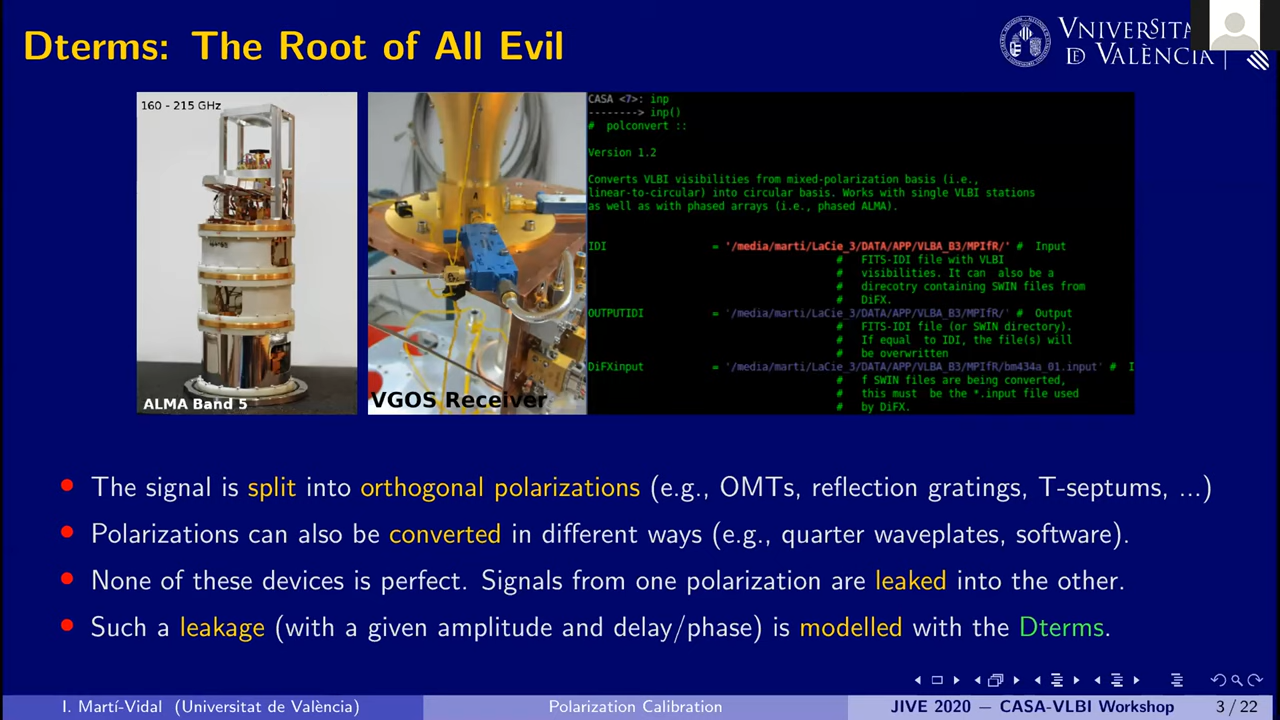 Dterms: The Root of All Evil
VNIVERSITA
D VALÈNCIA
160 - 215 GHz
ALMA Band 5
VGOS Receiver
CASA <7>: inp
--------> inp()
# polconvert ::
Version 1.2
Converts VLBI visibilities from mixed-polarization basis (i.e.,
linear-to-circular) into circular basis. Works with single VLBI stations
as well as with phased arrays (i.e., phased ALMA).
IDI = '/media/marti/LaCie_3/DATA/APP/VLBA_B3/MPIfR/' # Input
# FITS-IDI file with VLBI
# visibilities. It can also be a
# direcotry containing SWIN files from
# DiFX.
OUTPUTIDI = '/media/marti/LaCie_3/DATA/APP/VLBA_B3/MPIfR/' # Output
# FITS-IDI file (or SWIN directory).
# If equal to IDI, the file(s) will
# be overwritten
DiFXinput = '/media/marti/LaCie_3/DATA/APP/VLBA_B3/MPIfR/bm434a_01.input' # I
# f SWIN files are being converted,
# this must be the *.input file used
# by DiFX.
• The signal is split into orthogonal polarizations (e.g., OMTs, reflection gratings, T-septums, ...)
• Polarizations can also be converted in different ways (e.g., quarter waveplates, software).
• None of these devices is perfect. Signals from one polarization are leaked into the other.
• Such a leakage (with a given amplitude and delay/phase) is modelled with the Dterms.
I. Martí-Vidal (Universitat de València) Polarization Calibration JIVE 2020 – CASA-VLBI Workshop 3 / 22